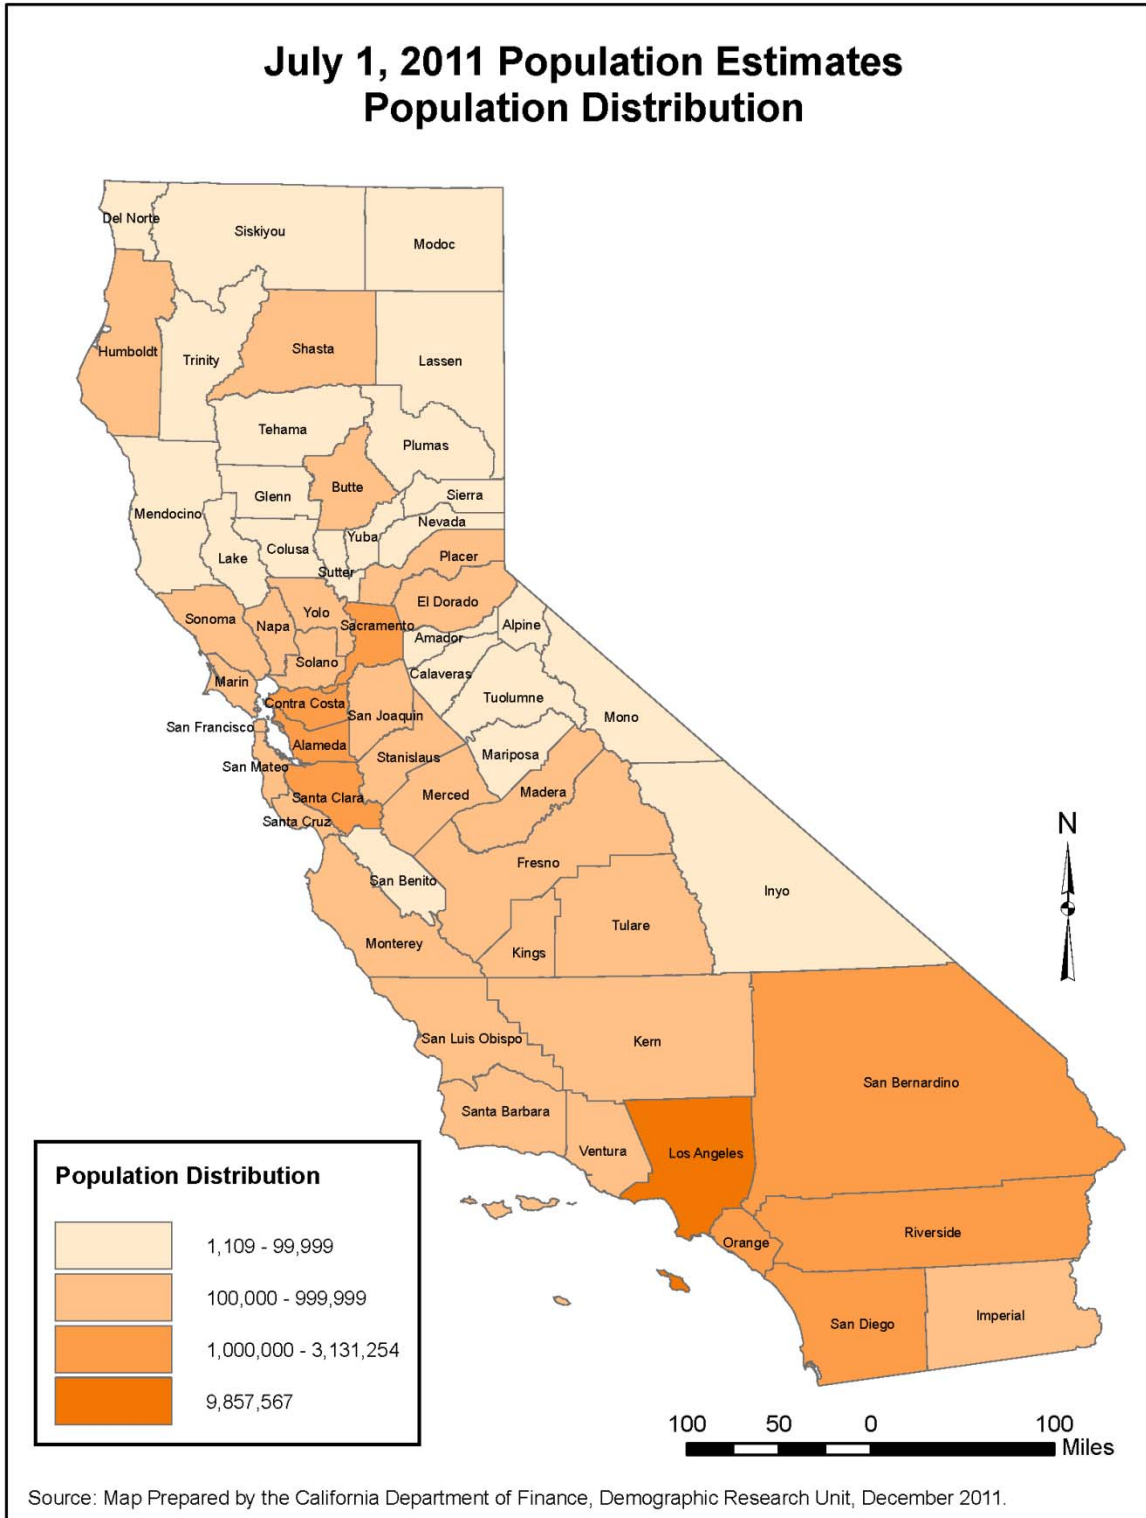 July 1, 2011 Population Estimates
Population Distribution
Del Norte
Siskiyou
Modoc
Humboldt
Trinity
Shasta
Lassen
Tehama
Plumas
Butte
Glenn
Sierra
Mendocino
Nevada
Yuba
Colusa
Lake
Placer
Sutter
El Dorado
Yolo
Sonoma
Napa
Sacramento
Alpine
Amador
Solano
Calaveras
Marin
Tuolumne
Contra Costa
San Joaquin
Mono
San Francisco
Alameda
Stanislaus
Mariposa
San Mateo
Santa Clara
Merced
Madera
Santa Cruz
Fresno
San Benito
Inyo
Tulare
Monterey
Kings
San Luis Obispo
Kern
San Bernardino
Santa Barbara
Ventura
Los Angeles
Orange
Riverside
San Diego
Imperial
N
Population Distribution
1,109 - 99,999
100,000 - 999,999
1,000,000 - 3,131,254
9,857,567
100 50 0 100
Miles
Source: Map Prepared by the California Department of Finance, Demographic Research Unit, December 2011.